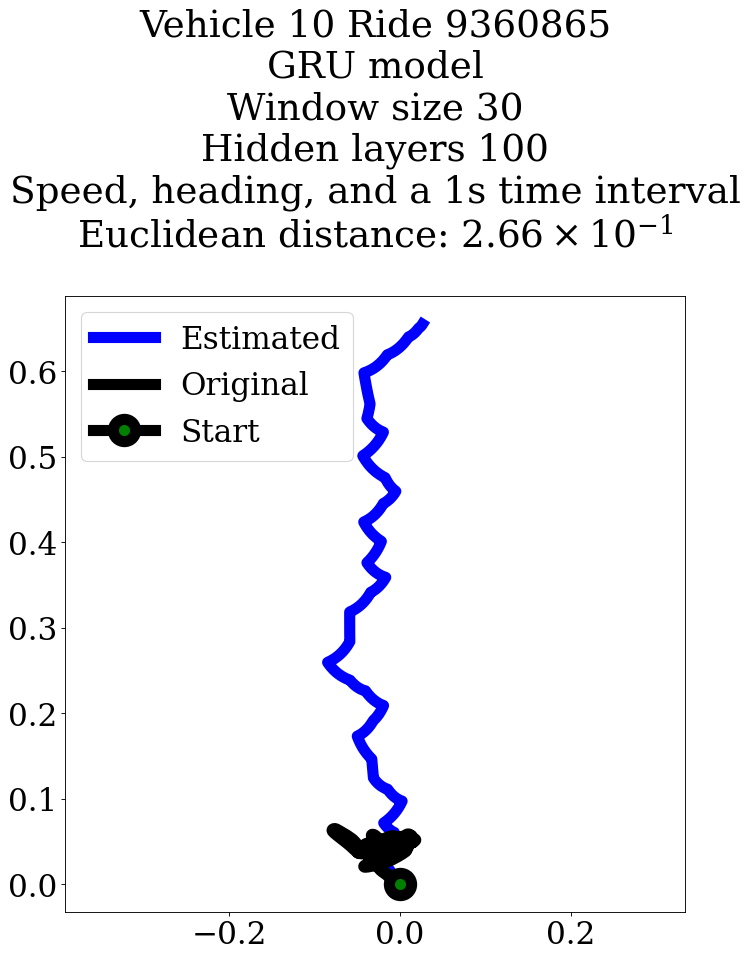 Vehicle 10 Ride 9360865
GRU model
Window size 30
Hidden layers 100
Speed, heading, and a 1s time interval
Euclidean distance: 2.66 × 10⁻¹
Estimated
Original
Start
0.6
0.5
0.4
0.3
0.2
0.1
0.0
−0.2 0.0 0.2